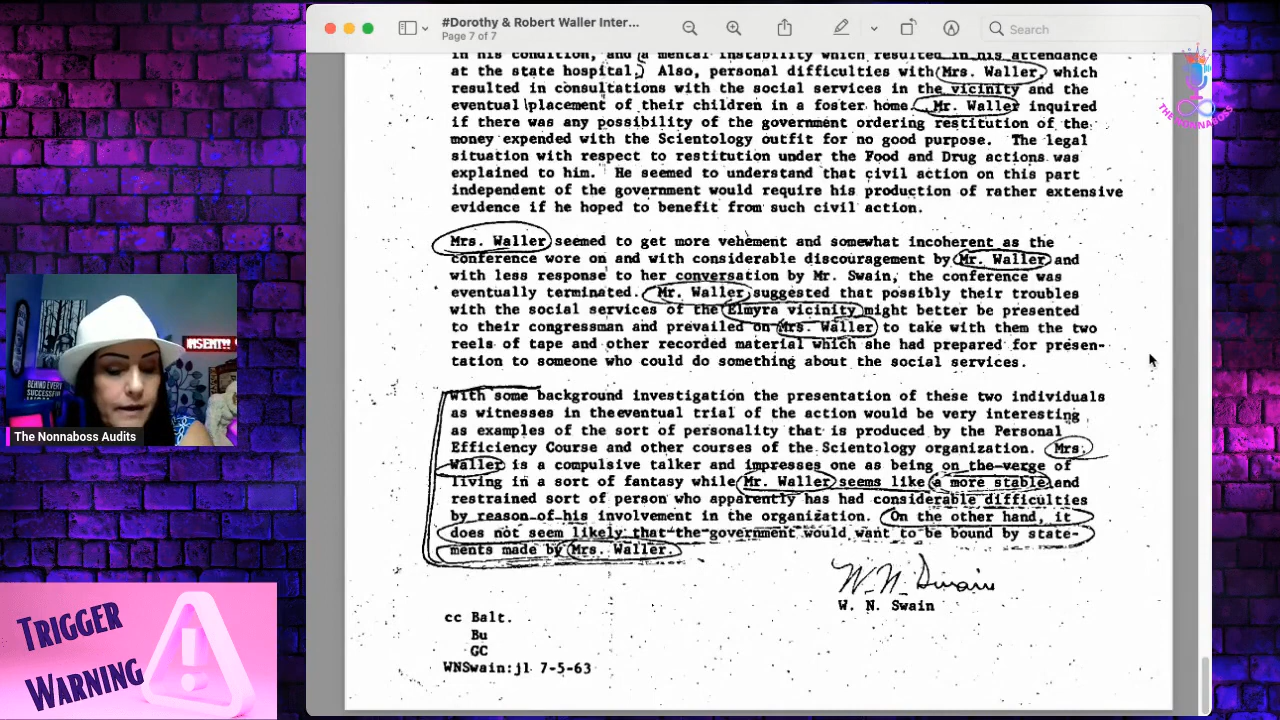 #Dorothy & Robert Waller Inter...
Page 7 of 7
Search
in his condition, and a mental instability which resulted in his attendance
at the state hospital. Also, personal difficulties with Mrs. Waller which
resulted in consultations with the social services in the vicinity and the
eventual placement of their children in a foster home. Mr. Waller inquired
if there was any possibility of the government ordering restitution of the
money expended with the Scientology outfit for no good purpose. The legal
situation with respect to restitution under the Food and Drug actions was
explained to him. He seemed to understand that civil action on this part
independent of the government would require his production of rather extensive
evidence if he hoped to benefit from such civil action.
Mrs. Waller seemed to get more vehement and somewhat incoherent as the
conference wore on and with considerable discouragement by Mr. Waller and
with less response to her conversation by Mr. Swain, the conference was
eventually terminated. Mr. Waller suggested that possibly their troubles
with the social services of the Elmyra vicinity might better be presented
to their congressman and prevailed on Mrs. Waller to take with them the two
reels of tape and other recorded material which she had prepared for presen-
tation to someone who could do something about the social services.
With some background investigation the presentation of these two individuals
as witnesses in theeventual trial of the action would be very interesting
as examples of the sort of personality that is produced by the Personal
Efficiency Course and other courses of the Scientology organization. Mrs.
Waller is a compulsive talker and impresses one as being on the verge of
living in a sort of fantasy while Mr. Waller seems like a more stable and
restrained sort of person who apparently has had considerable difficulties
by reason of his involvement in the organization. On the other hand, it
does not seem likely that the government would want to be bound by state-
ments made by Mrs. Waller.
W. N. Swain
W. N. Swain
cc Balt.
Bu
GC
WNSwain:jl 7-5-63
THE NONNABOSS
INSENT!!
BEHIND EVERY
SUCCESSFUL
The Nonnaboss Audits
TRIGGER
WARNING